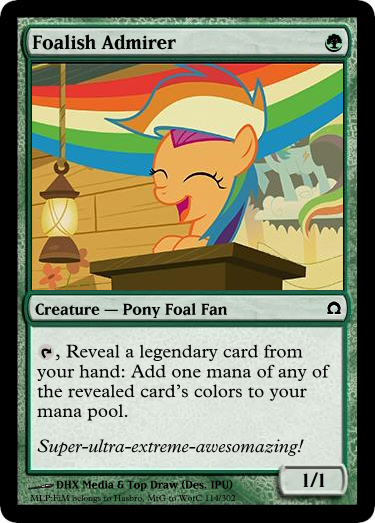 Foalish Admirer
Creature — Pony Foal Fan
, Reveal a legendary card from
your hand: Add one mana of any of
the revealed card's colors to your
mana pool.
Super-ultra-extreme-awesomazing!
DHX Media & Top Draw (Des. IPU)
MLP:FiM belongs to Hasbro, MtG to WotC 114/302
1/1